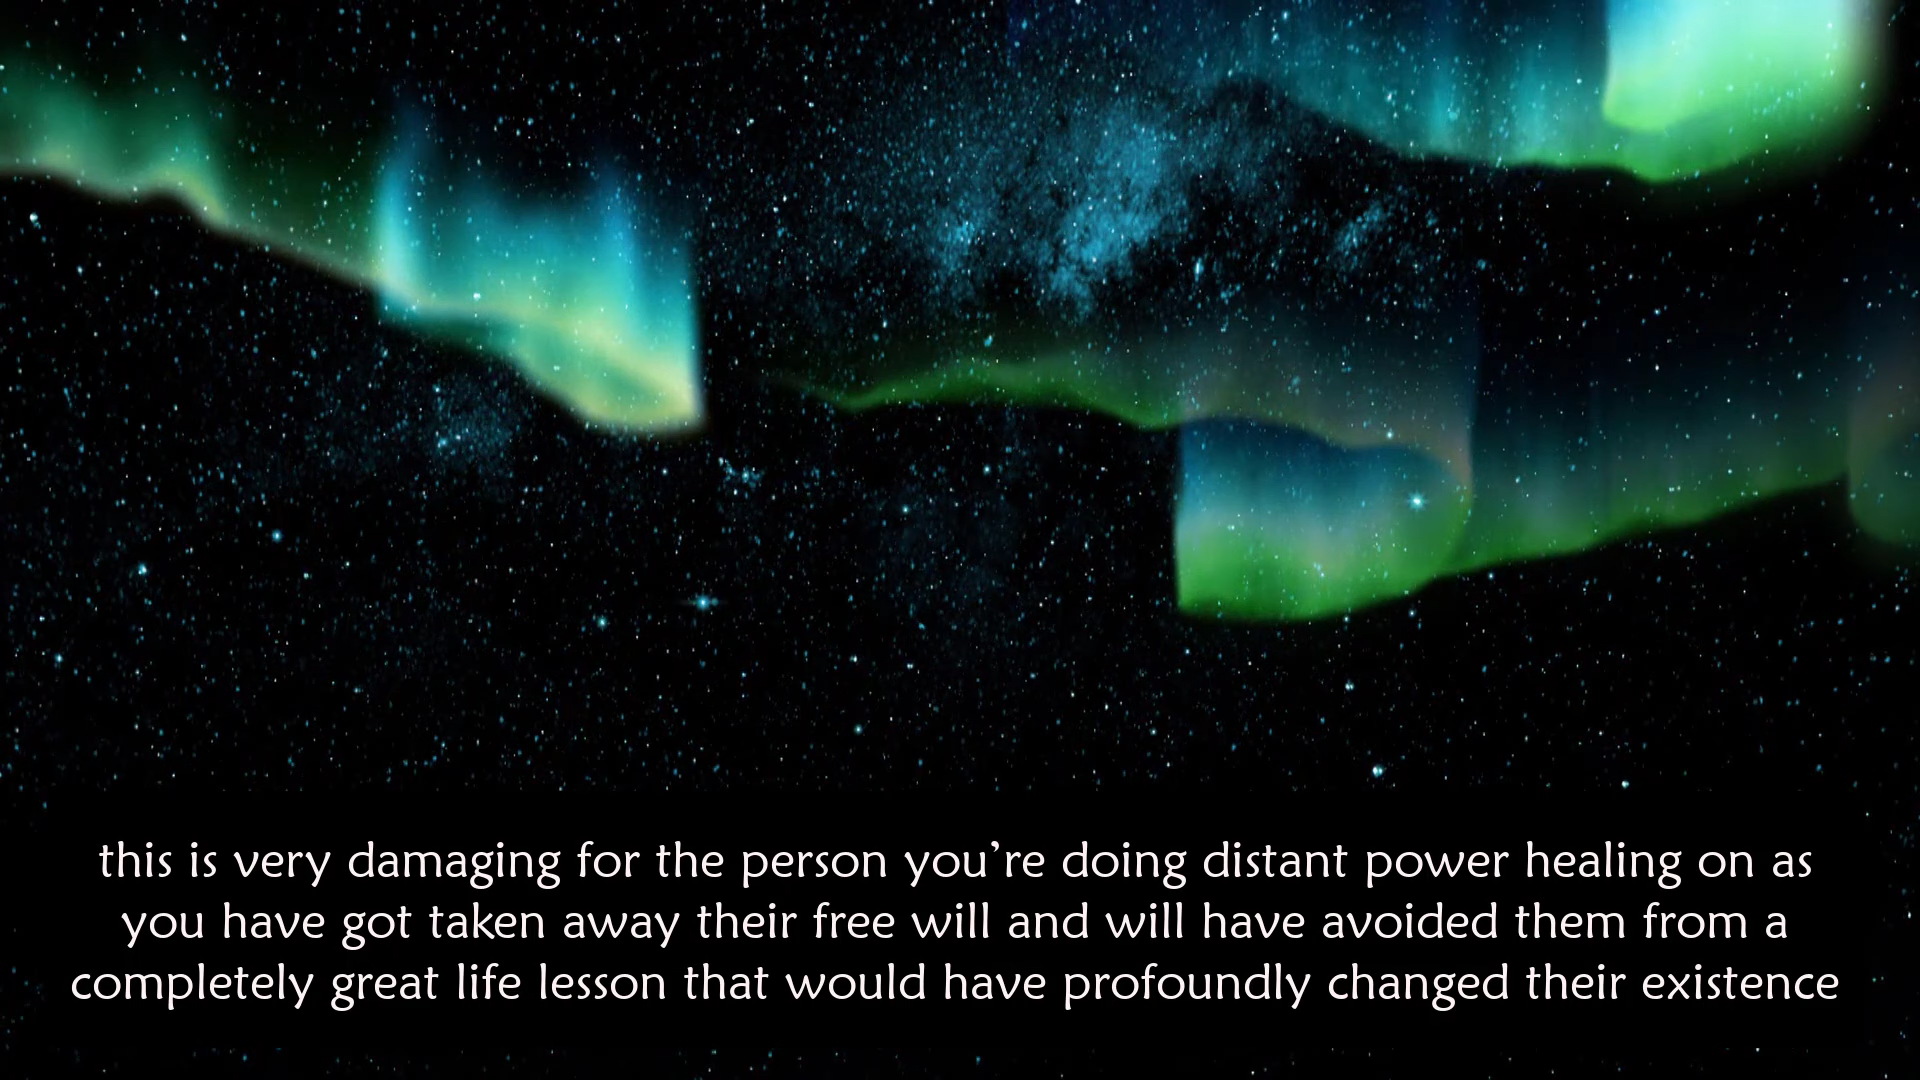 this is very damaging for the person you’re doing distant power healing on as
you have got taken away their free will and will have avoided them from a
completely great life lesson that would have profoundly changed their existence